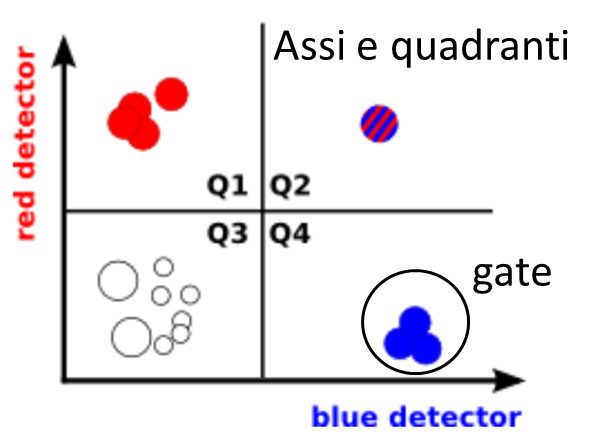 Assi e quadranti
red detector
Q1 Q2
Q3 Q4
gate
blue detector